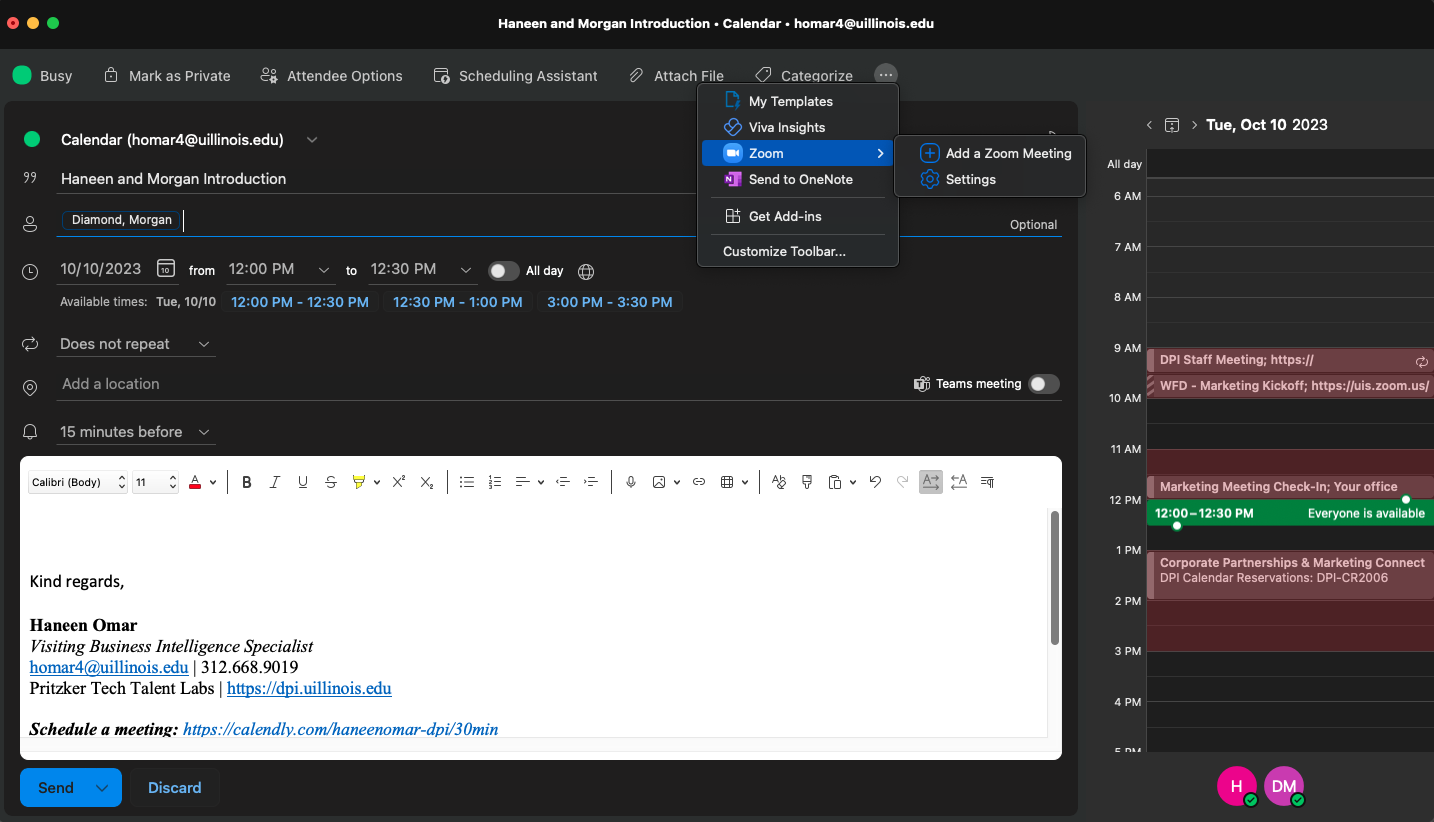 Haneen and Morgan Introduction • Calendar • homar4@uillinois.edu
Busy Mark as Private Attendee Options Scheduling Assistant Attach File Categorize ...
My Templates
Viva Insights
Zoom
Send to OneNote
Get Add-ins
Customize Toolbar...
Add a Zoom Meeting
Settings
Calendar (homar4@uillinois.edu)
Haneen and Morgan Introduction
Diamond, Morgan
Optional
10/10/2023 10 from 12:00 PM to 12:30 PM All day
Available times: Tue, 10/10 12:00 PM - 12:30 PM 12:30 PM - 1:00 PM 3:00 PM - 3:30 PM
Does not repeat
Add a location Teams meeting
15 minutes before
Calibri (Body) 11
Kind regards,
Haneen Omar
Visiting Business Intelligence Specialist
homar4@uillinois.edu | 312.668.9019
Pritzker Tech Talent Labs | https://dpi.uillinois.edu
Schedule a meeting: https://calendly.com/haneenomar-dpi/30min
Send Discard
Tue, Oct 10 2023
All day
6 AM
7 AM
8 AM
9 AM
DPI Staff Meeting; https://
WFD - Marketing Kickoff; https://uis.zoom.us/
10 AM
11 AM
Marketing Meeting Check-In; Your office
12 PM
12:00–12:30 PM Everyone is available
1 PM
Corporate Partnerships & Marketing Connect
DPI Calendar Reservations: DPI-CR2006
2 PM
3 PM
4 PM
5 PM
H DM